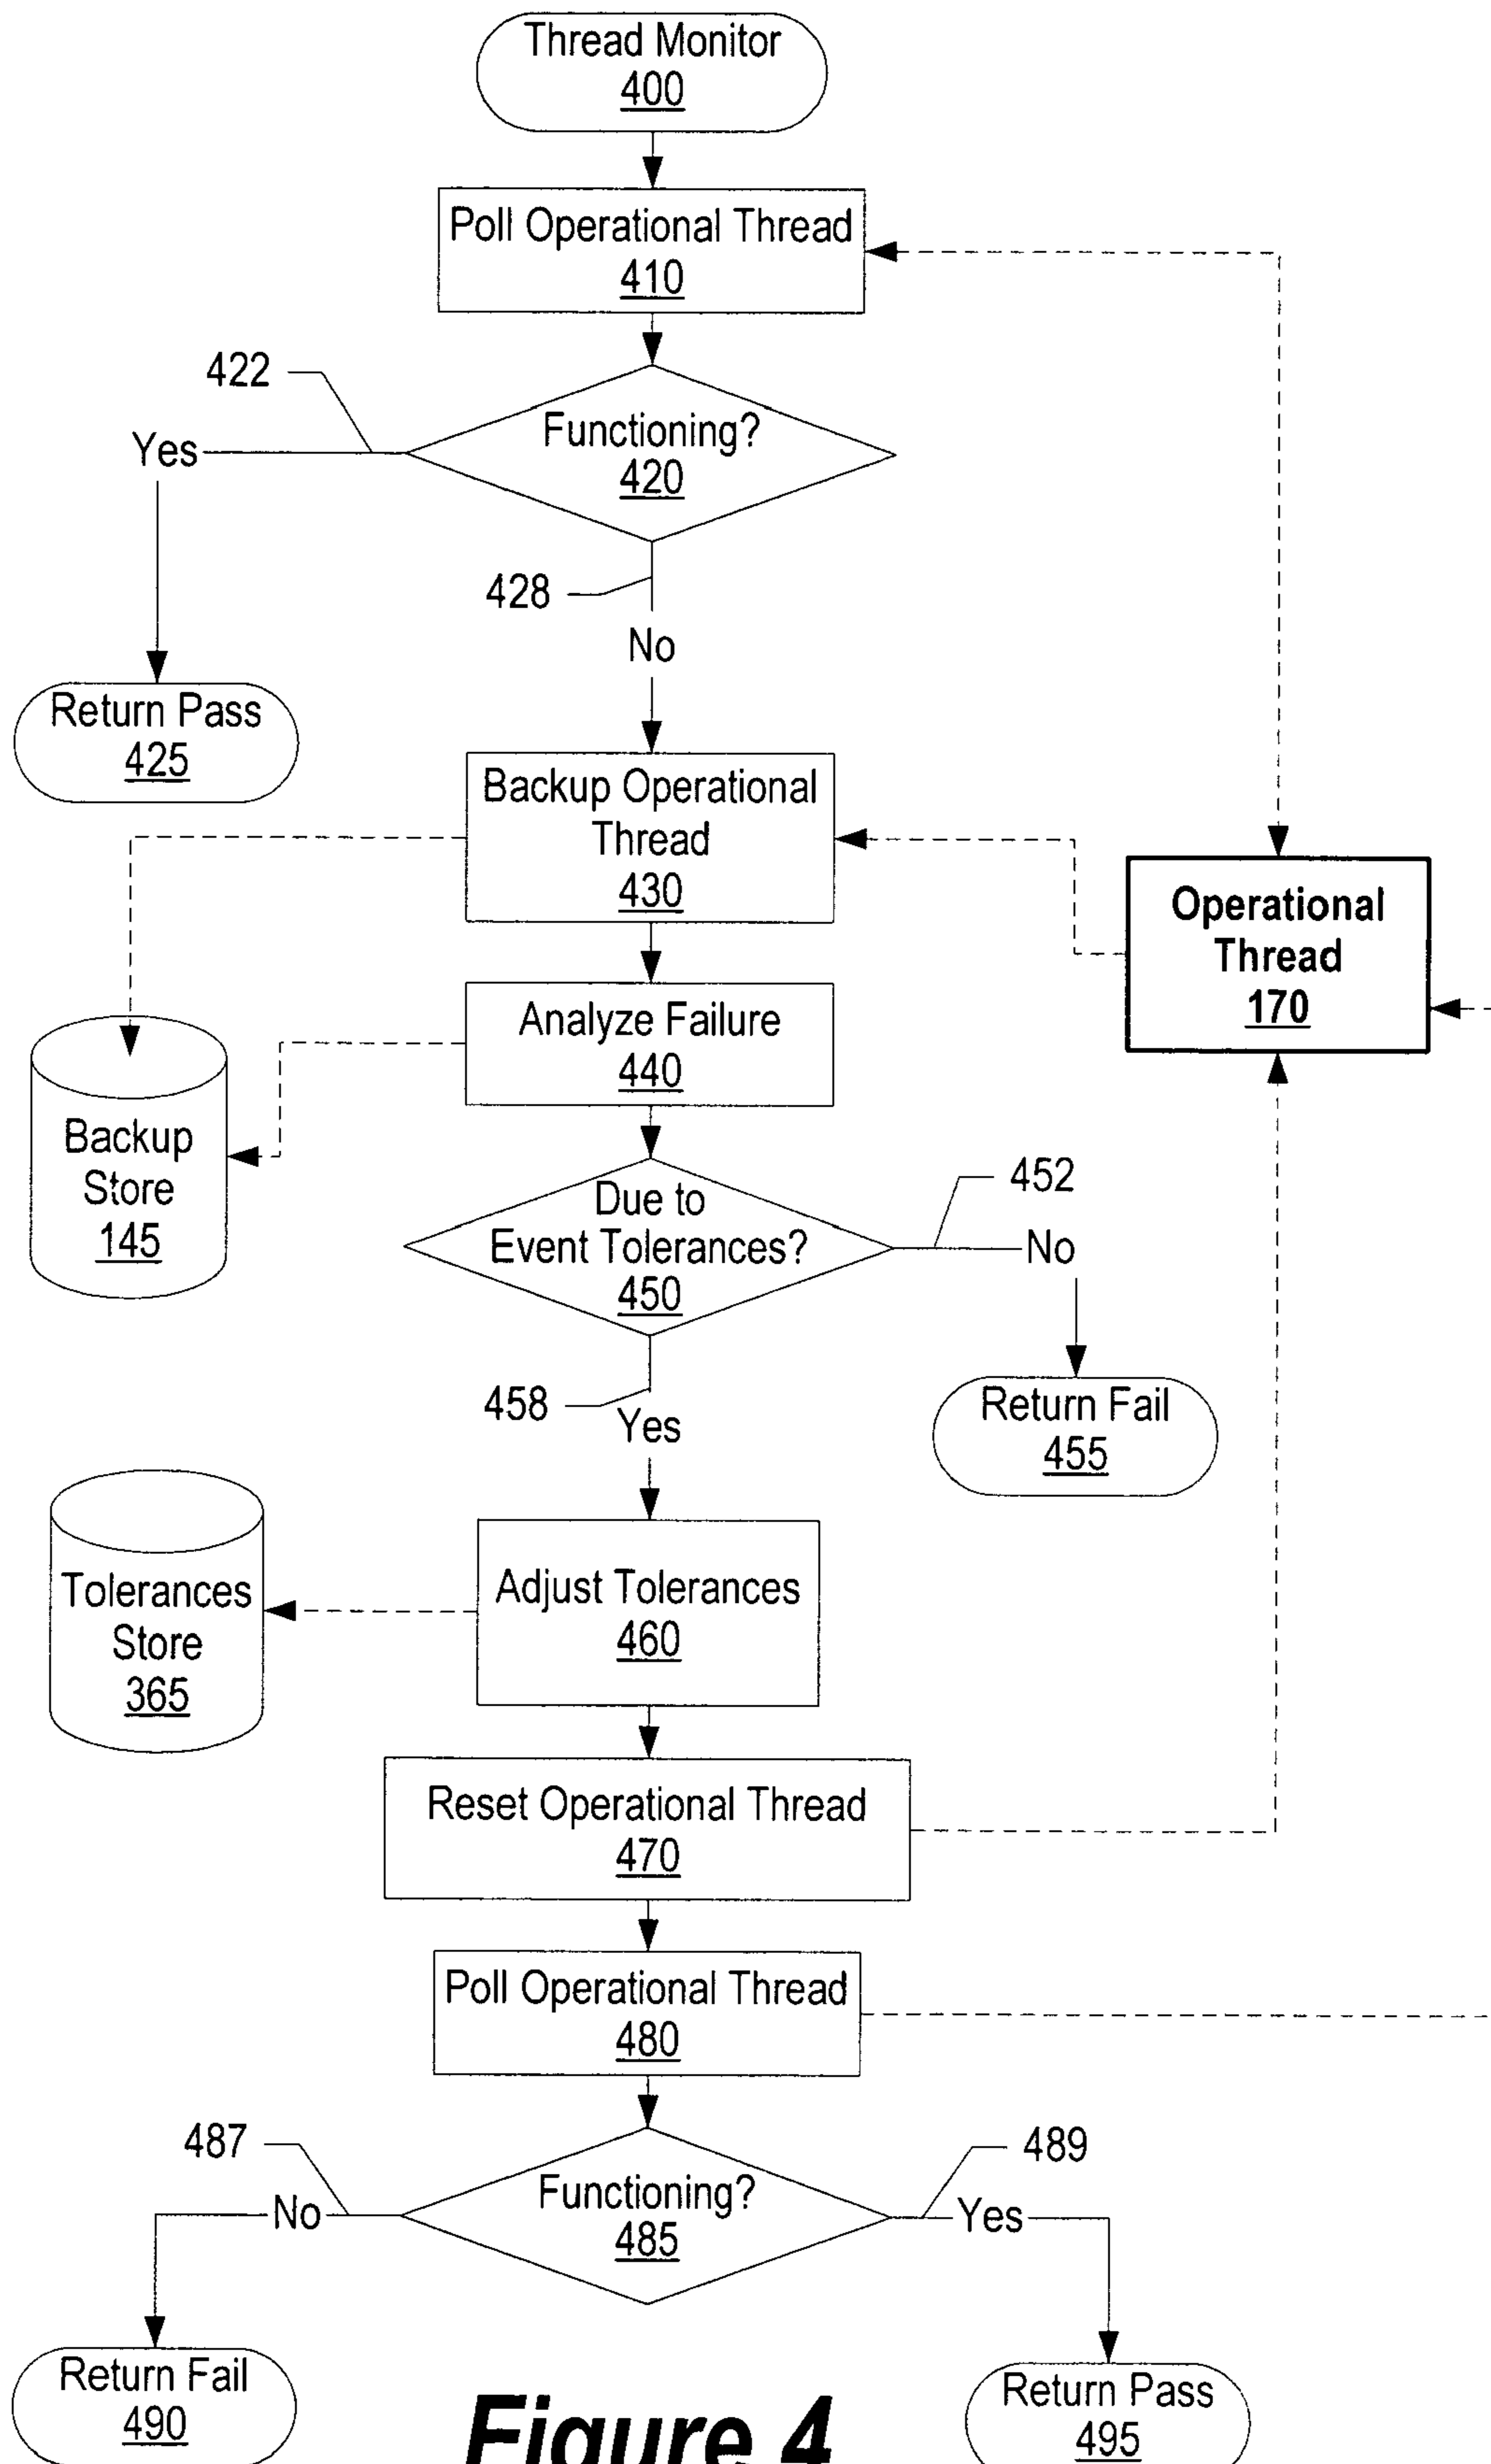 Thread Monitor
400
Poll Operational Thread
410
422
Functioning?
420
Yes
428
No
Return Pass
425
Backup Operational
Thread
430
Operational
Thread
170
Analyze Failure
440
Backup
Store
145
452
Due to
Event Tolerances?
450
No
458
Yes
Return Fail
455
Tolerances
Store
365
Adjust Tolerances
460
Reset Operational Thread
470
Poll Operational Thread
480
487
489
Functioning?
485
No
Yes
Return Fail
490
Return Pass
495
Figure 4